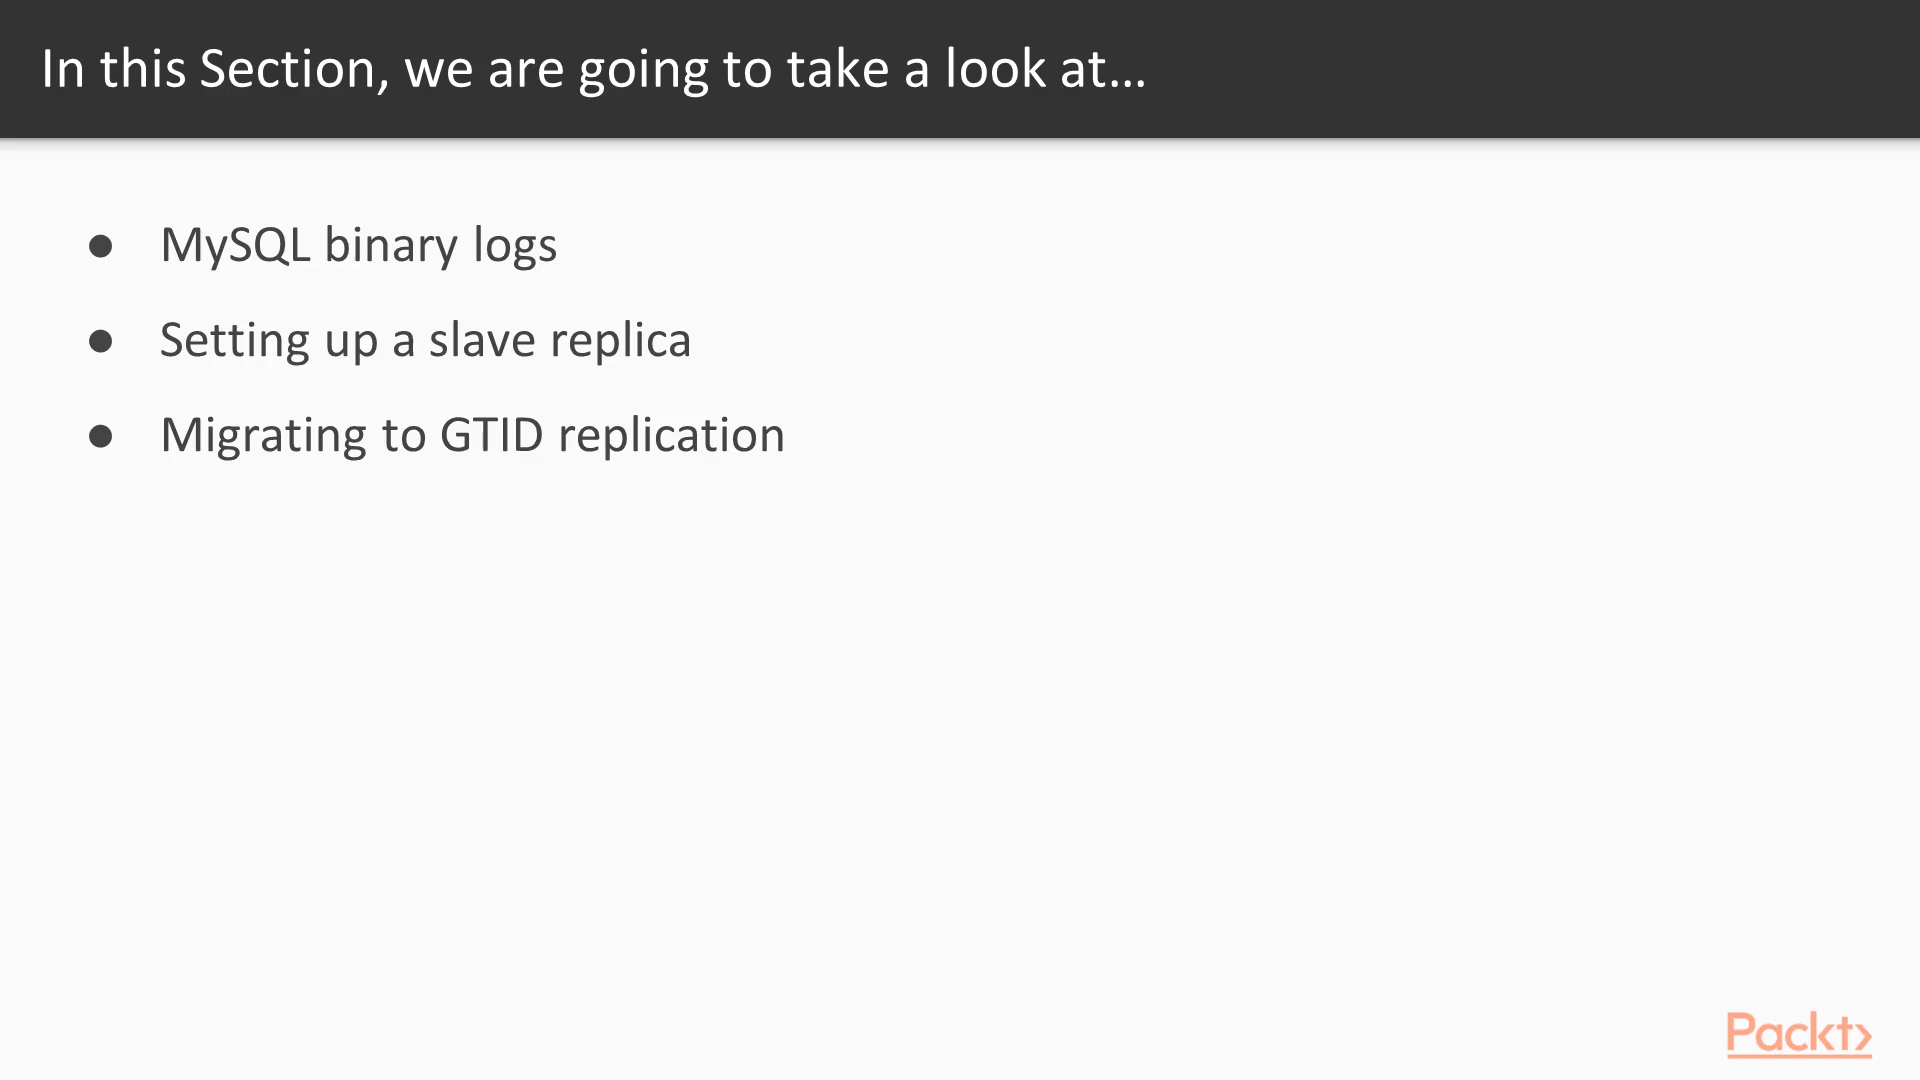 In this Section, we are going to take a look at...
● MySQL binary logs
● Setting up a slave replica
● Migrating to GTID replication
Packt>